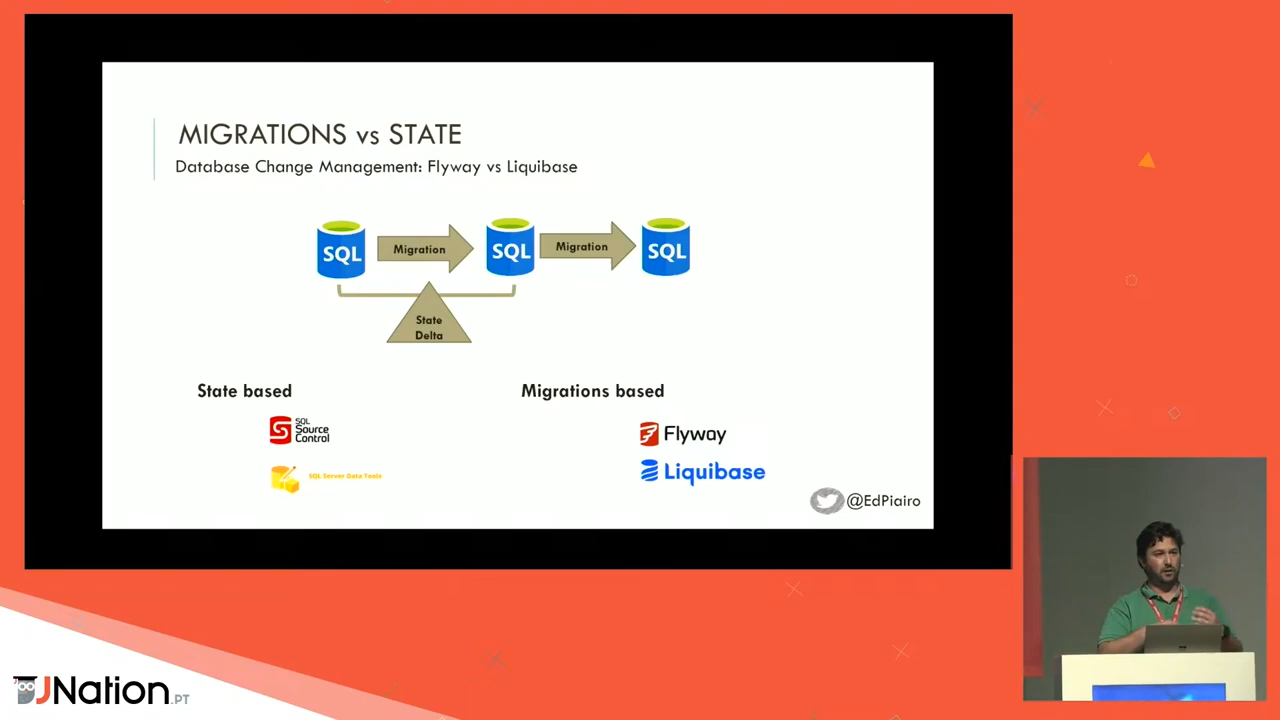 MIGRATIONS vs STATE
Database Change Management: Flyway vs Liquibase
SQL
Migration
SQL
Migration
SQL
State
Delta
State based
Migrations based
SQL
Source
Control
Flyway
SQL Server Data Tools
Liquibase
@EdPiairo
JNation.PT